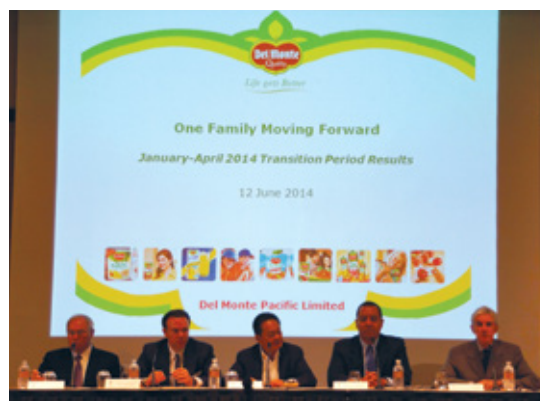 Del Monte
Quality
Life gets Better
One Family Moving Forward
January-April 2014 Transition Period Results
12 June 2014
Del Monte Pacific Limited